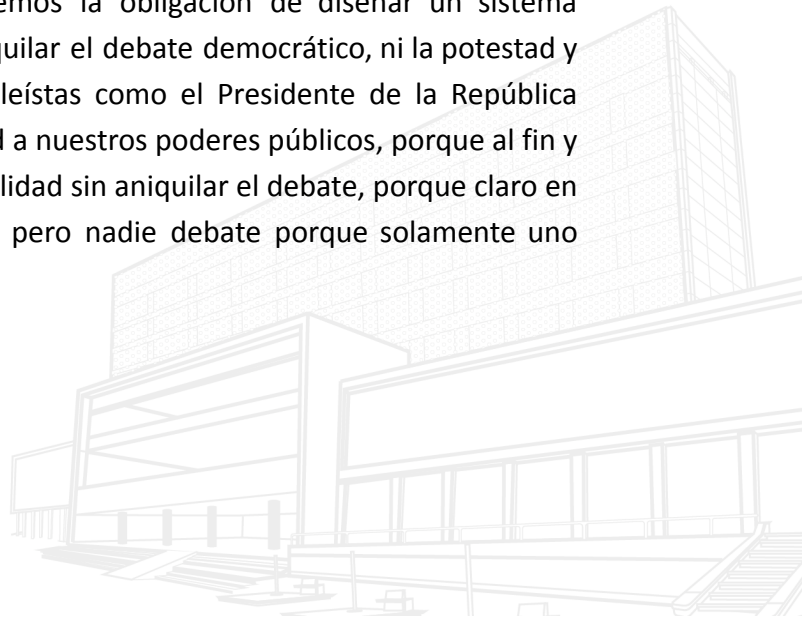 emos la obligación de diseñar un sistema
quilar el debate democrático, ni la potestad y
leístas como el Presidente de la República
d a nuestros poderes públicos, porque al fin y
lidad sin aniquilar el debate, porque claro en
pero nadie debate porque solamente uno